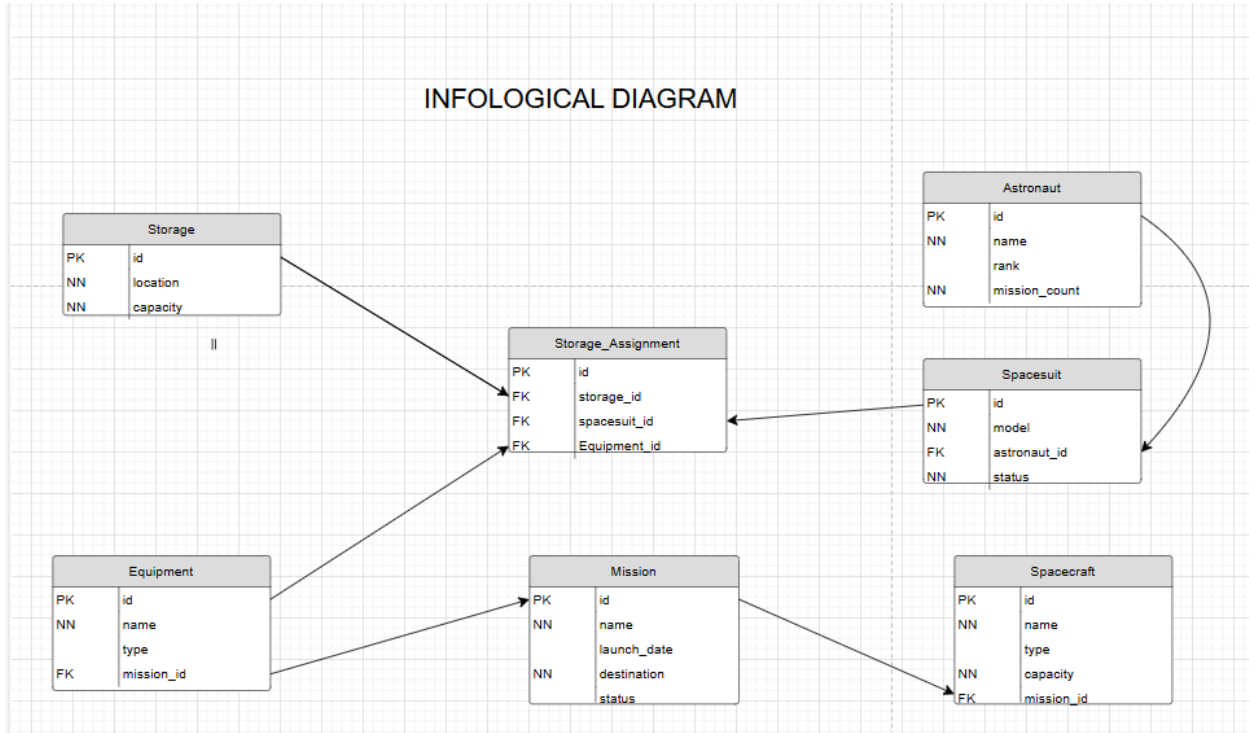 INFOLOGICAL DIAGRAM
Astronaut
PK id
NN name
rank
NN mission_count
Storage
PK id
NN location
NN capacity
Storage_Assignment
PK id
FK storage_id
FK spacesuit_id
FK Equipment_id
Spacesuit
PK id
NN model
FK astronaut_id
NN status
Equipment
PK id
NN name
type
FK mission_id
Mission
PK id
NN name
launch_date
NN destination
status
Spacecraft
PK id
NN name
type
NN capacity
FK mission_id